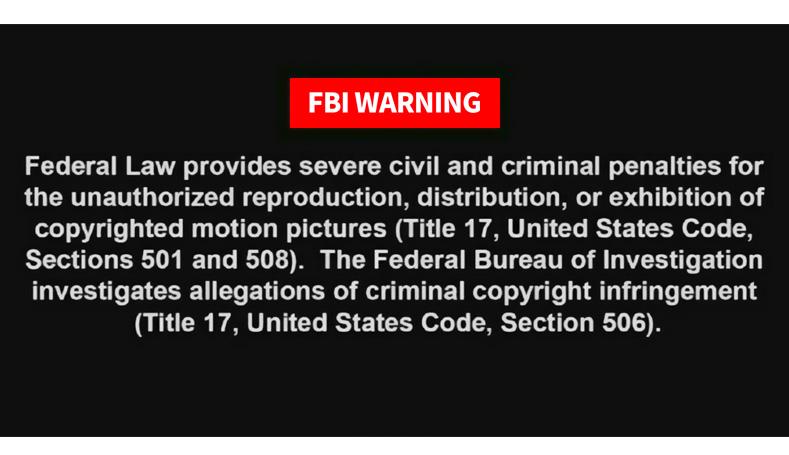 FBI WARNING
Federal Law provides severe civil and criminal penalties for
the unauthorized reproduction, distribution, or exhibition of
copyrighted motion pictures (Title 17, United States Code,
Sections 501 and 508).  The Federal Bureau of Investigation
investigates allegations of criminal copyright infringement
(Title 17, United States Code, Section 506).